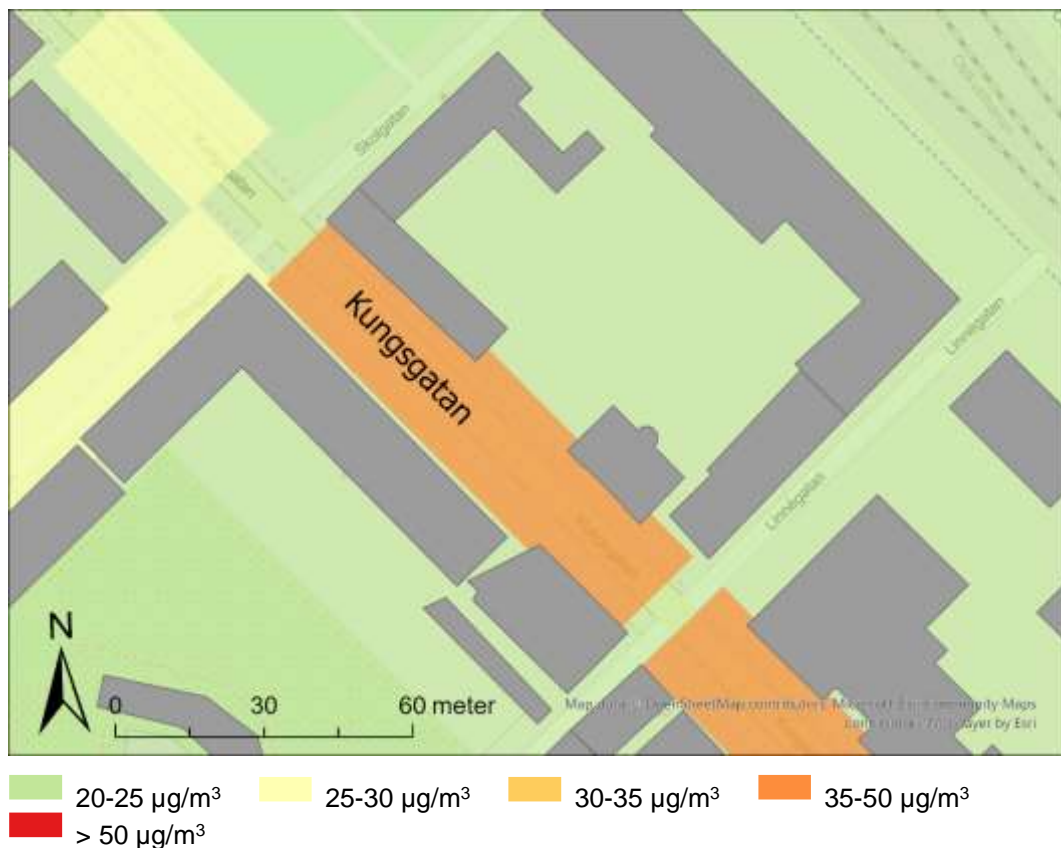 Skolgatan
Kungsgatan
Linnégatan
Linnégatan
N
0 30 60 meter
20-25 µg/m³ 25-30 µg/m³ 30-35 µg/m³ 35-50 µg/m³
> 50 µg/m³